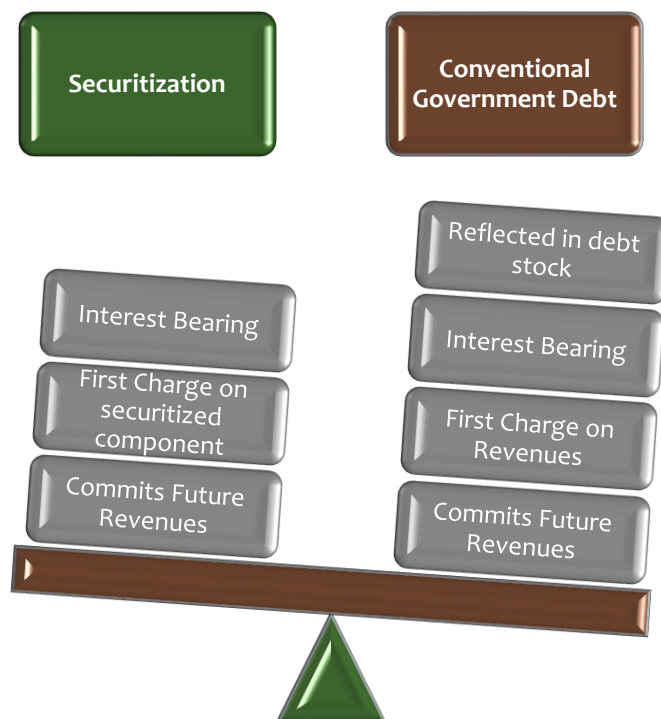 Securitization
Conventional
Government Debt
Interest Bearing
First Charge on
securitized
component
Commits Future
Revenues
Reflected in debt
stock
Interest Bearing
First Charge on
Revenues
Commits Future
Revenues